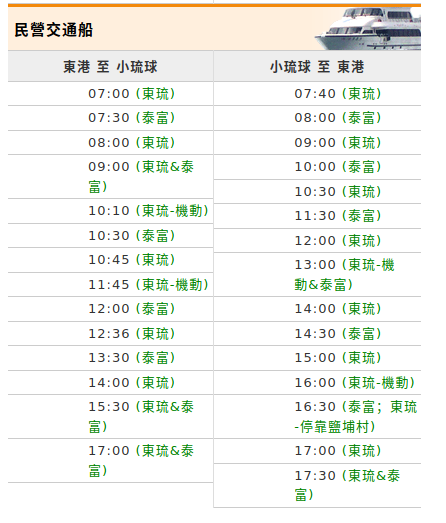 民營交通船
東港 至 小琉球
07:00 (東琉)
07:30 (泰富)
08:00 (東琉)
09:00 (東琉&泰
富)
10:10 (東琉-機動)
10:30 (泰富)
10:45 (東琉)
11:45 (東琉-機動)
12:00 (泰富)
12:36 (東琉)
13:30 (泰富)
14:00 (東琉)
15:30 (東琉&泰
富)
17:00 (東琉&泰
富)
小琉球 至 東港
07:40 (東琉)
08:00 (泰富)
09:00 (東琉)
10:00 (泰富)
10:30 (東琉)
11:30 (泰富)
12:00 (東琉)
13:00 (東琉-機
動&泰富)
14:00 (東琉)
14:30 (泰富)
15:00 (東琉)
16:00 (東琉-機動)
16:30 (泰富；東琉
-停靠鹽埔村)
17:00 (東琉)
17:30 (東琉&泰
富)